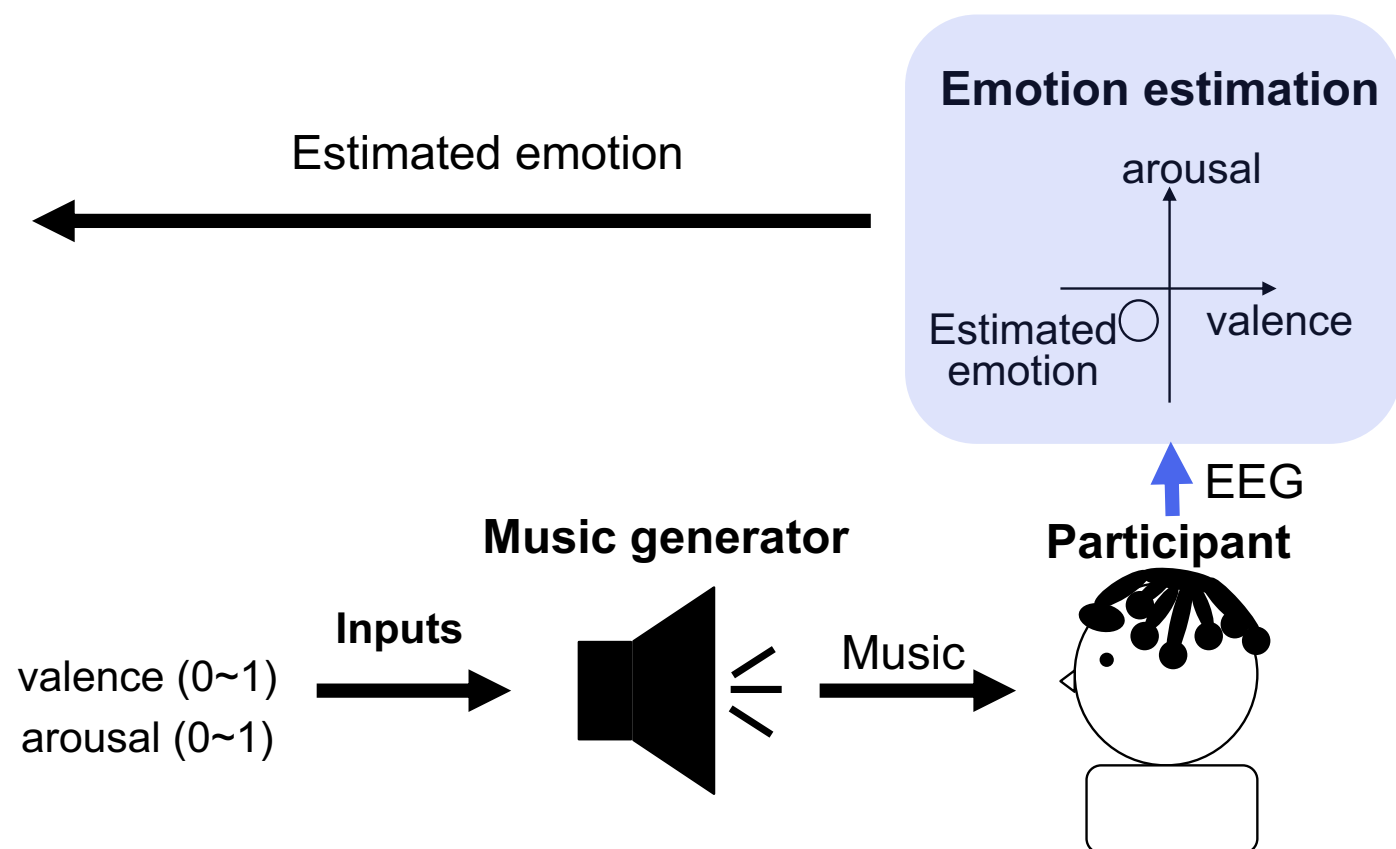 Emotion estimation
Estimated emotion
arousal
valence
Estimated
emotion
EEG
Music generator
Participant
Inputs
Music
valence (0~1)
arousal (0~1)